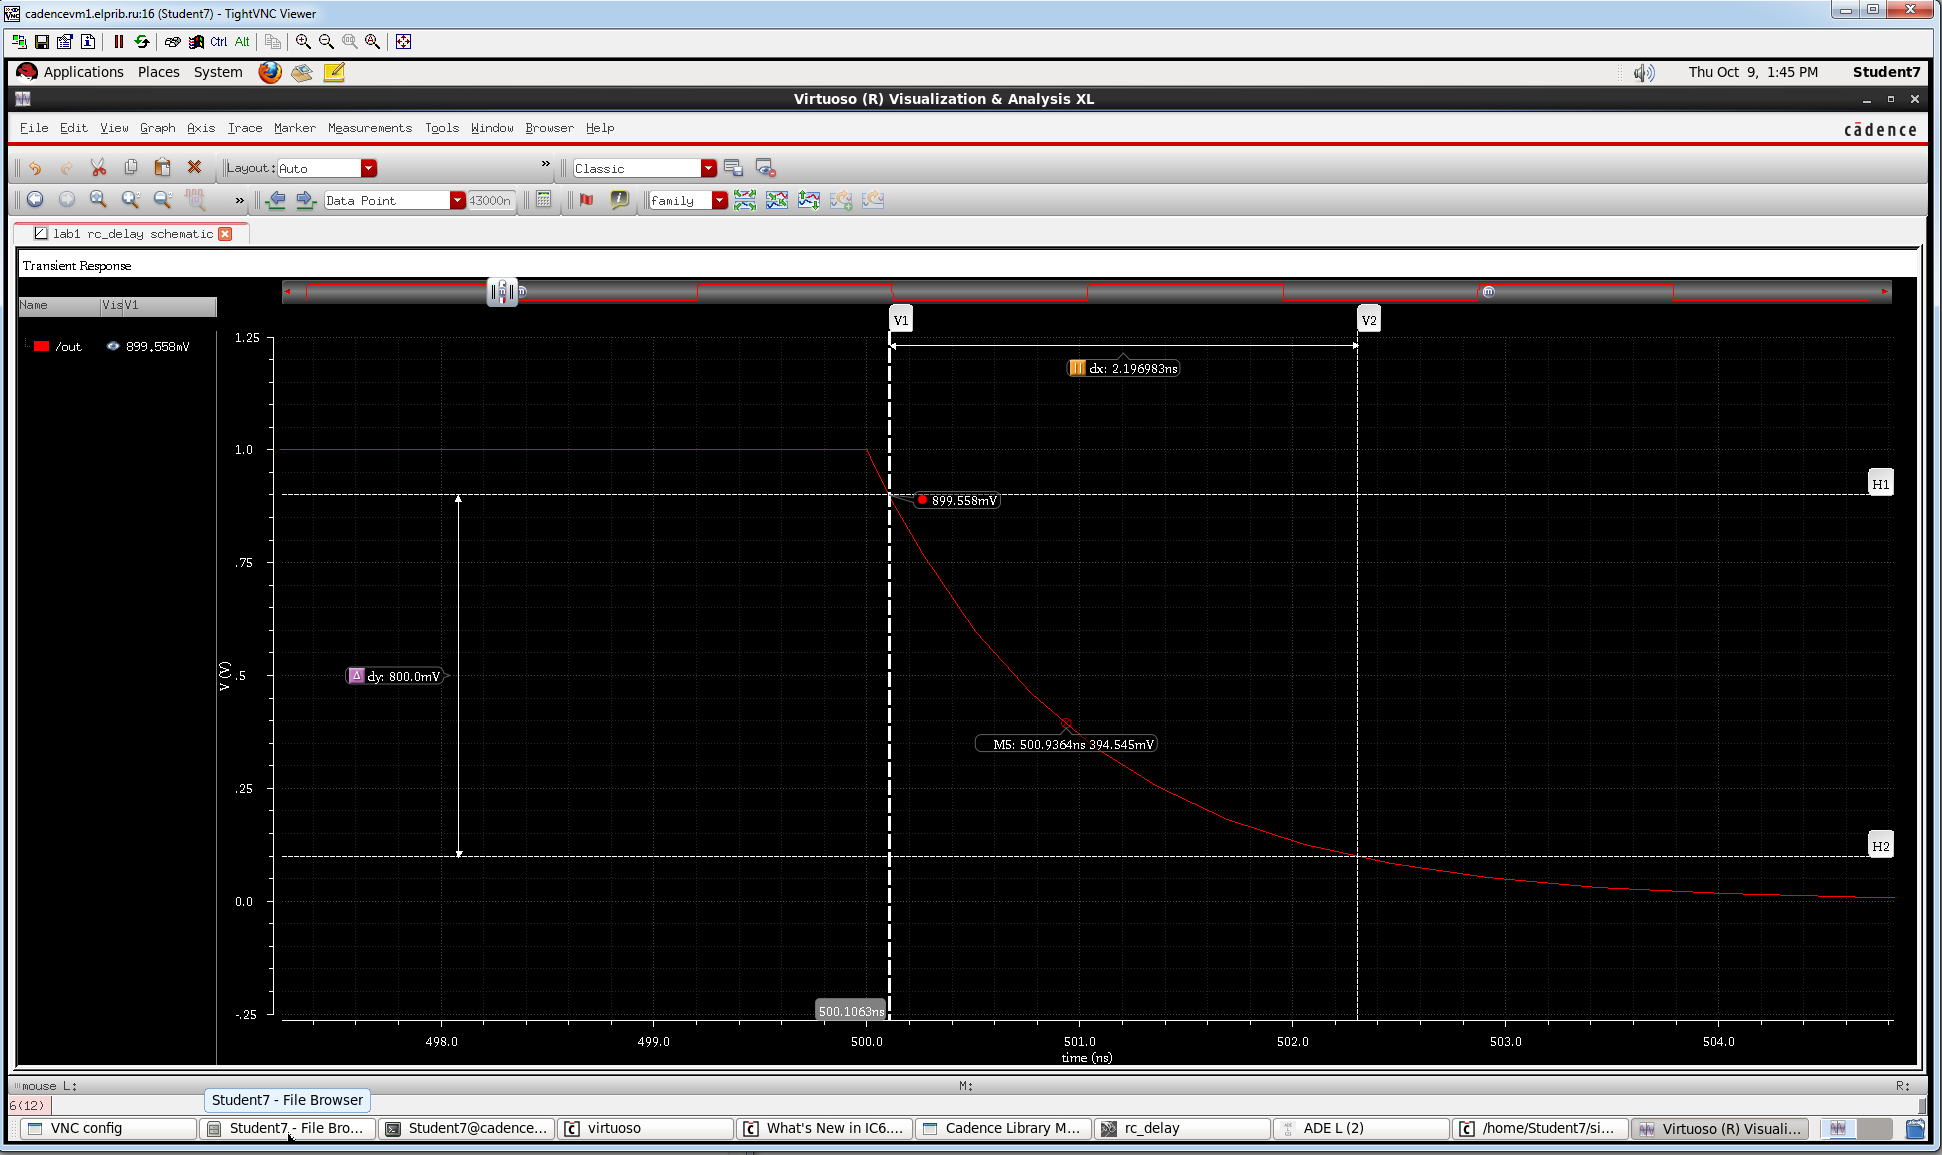 cadencevm1.elprib.ru:16 (Student7) - TightVNC Viewer
Ctrl Alt
Applications Places System Thu Oct 9, 1:45 PM Student7
Virtuoso (R) Visualization & Analysis XL
File Edit View Graph Axis Trace Marker Measurements Tools Window Browser Help cādence
Layout: Auto » Classic
» Data Point 43000n family
lab1 rc_delay schematic
Transient Response
Name Vis V1
/out 899.558mV
V1 V2
1.25
dx: 2.196983ns
1.0
H1
899.558mV
.75
dy: 800.0mV
V (V)
.5
M5: 500.9364ns 394.545mV
.25
H2
0.0
500.1063ns
-.25
498.0 499.0 500.0 501.0 502.0 503.0 504.0
time (ns)
mouse L: M: R:
6(12)
Student7 - File Browser
VNC config Student7 - File Bro... Student7@cadence... virtuoso What's New in IC6.... Cadence Library M... rc_delay ADE L (2) /home/Student7/si... Virtuoso (R) Visuali...